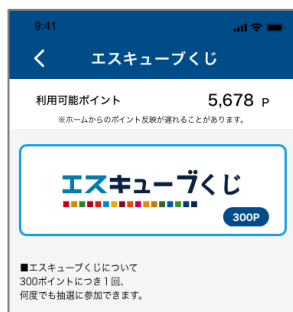 9:41
エスキューブくじ
利用可能ポイント 5,678 P
※ホームからのポイント反映が遅れることがあります。
エスキューブくじ
300P
■エスキューブくじについて
300ポイントにつき1回、
何度でも抽選に参加できます。